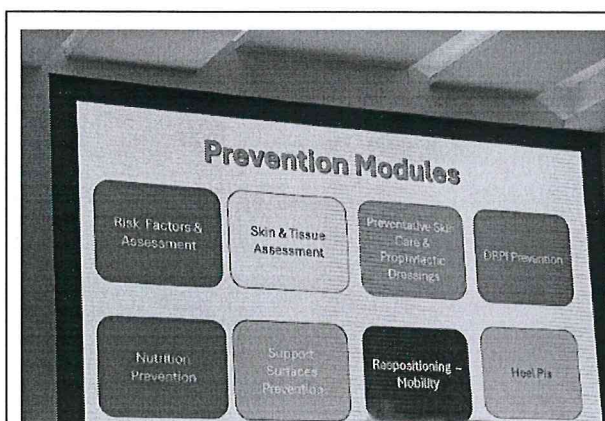 Prevention Modules
Risk Factors &
Assessment
Skin & Tissue
Assessment
Preventative Skin
Care &
Prophylactic
Dressings
DRPI Prevention
Nutrition
Prevention
Support
Surfaces
Prevention
Raspositioning –
Mobility
Heel PIs